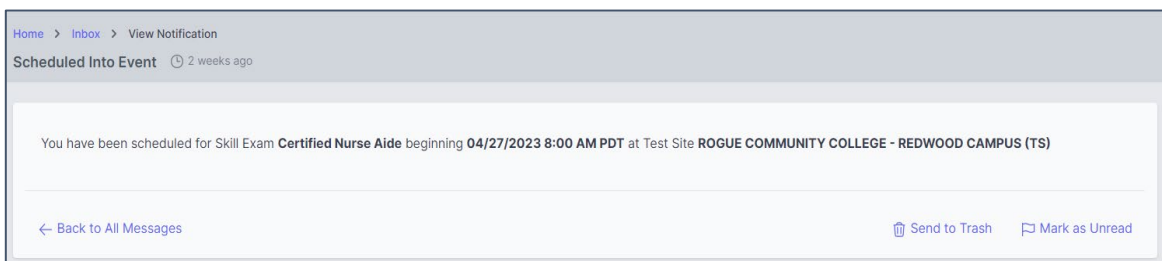 Home > Inbox > View Notification
Scheduled Into Event 2 weeks ago
You have been scheduled for Skill Exam Certified Nurse Aide beginning 04/27/2023 8:00 AM PDT at Test Site ROGUE COMMUNITY COLLEGE - REDWOOD CAMPUS (TS)
← Back to All Messages Send to Trash Mark as Unread